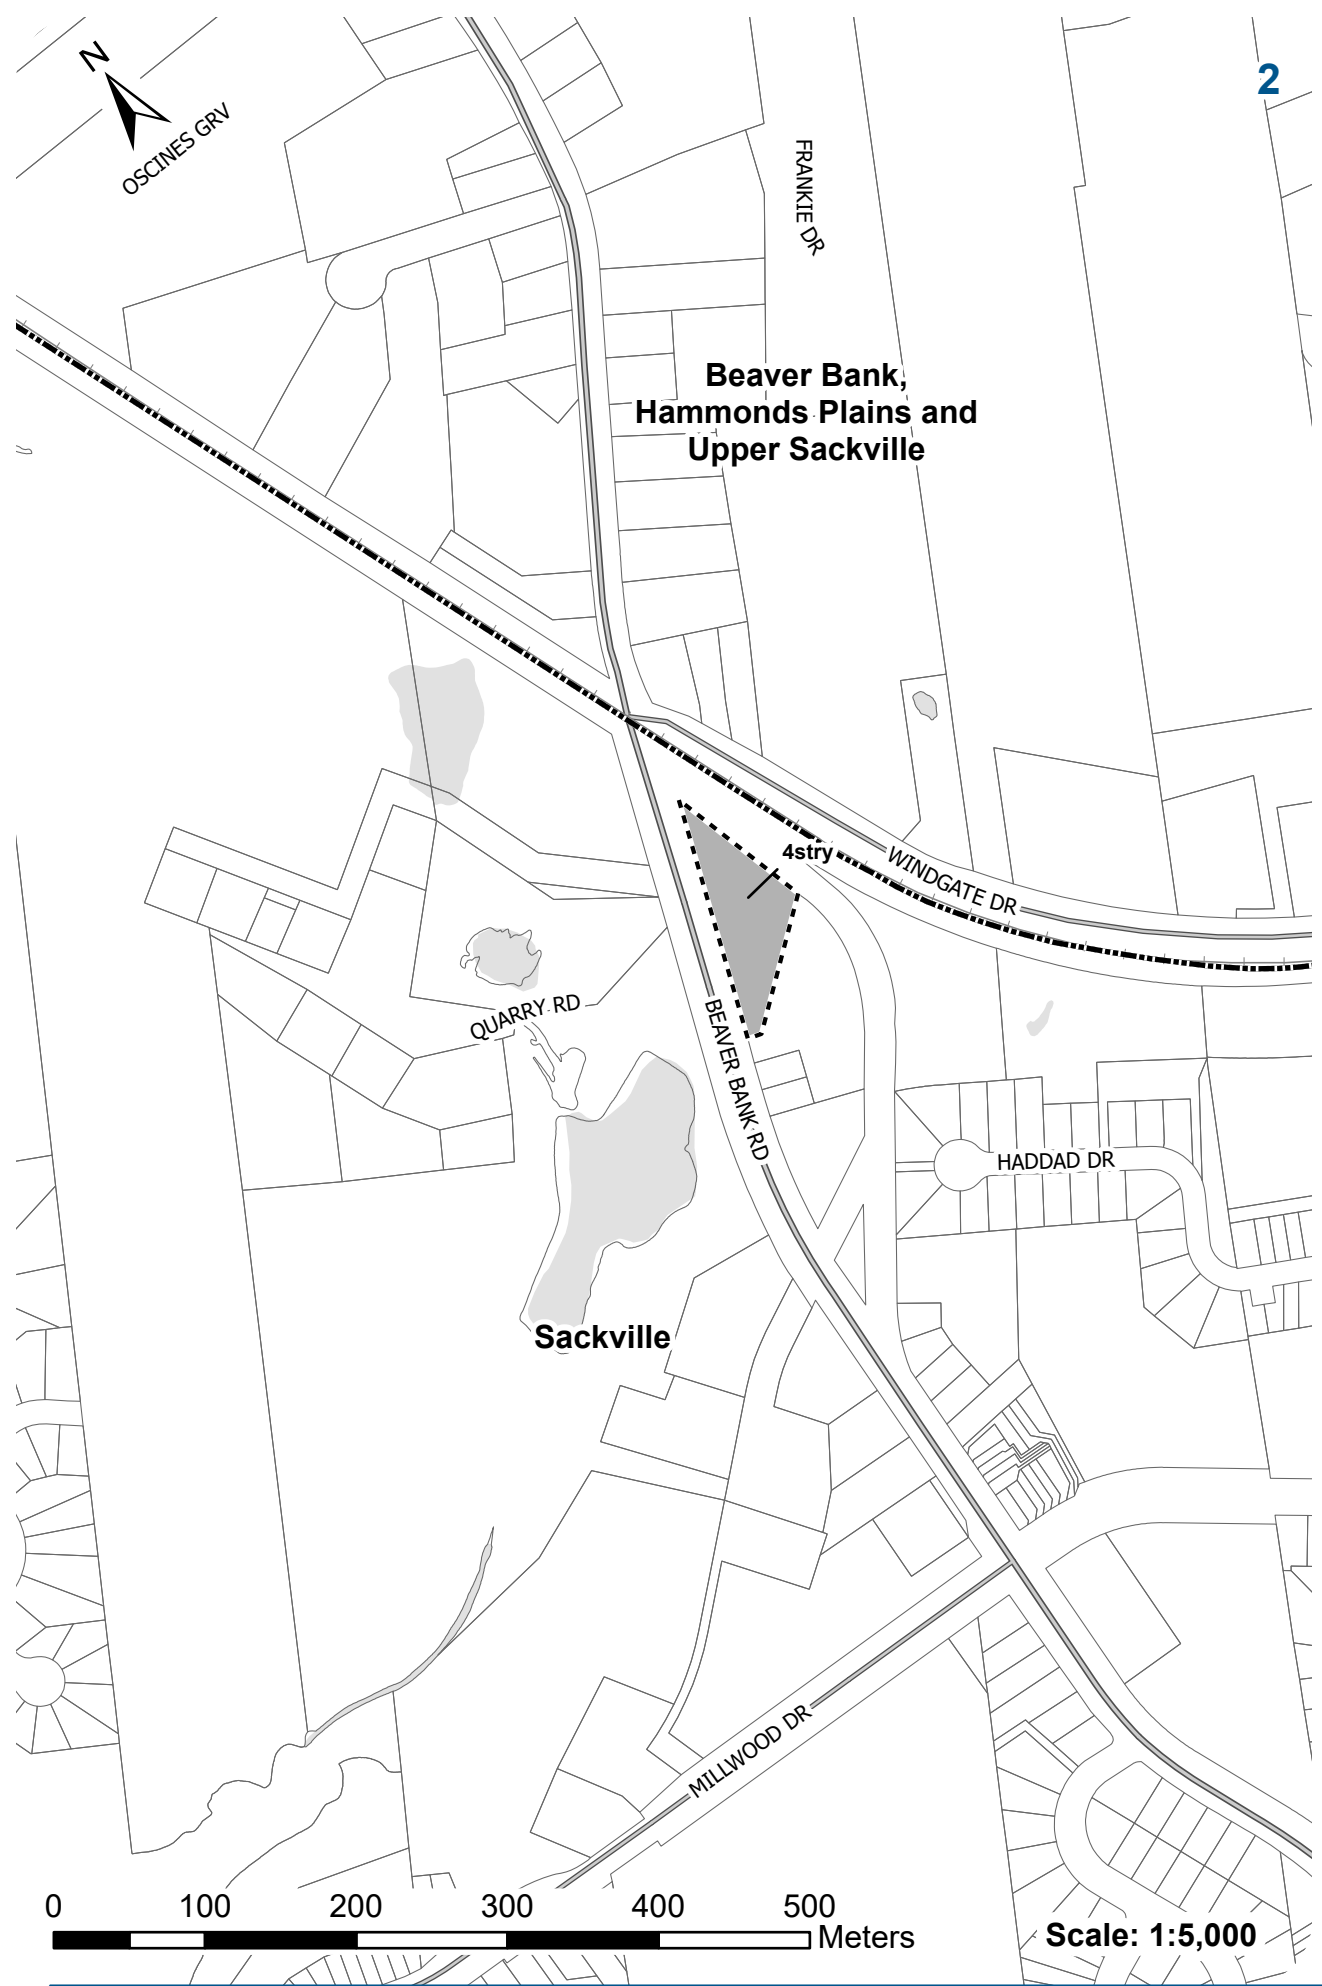 N
2
OSCINES GRV
FRANKIE DR
Beaver Bank,
Hammonds Plains and
Upper Sackville
4stry
WINDGATE DR
QUARRY RD
BEAVER BANK RD
HADDAD DR
Sackville
MILLWOOD DR
0 100 200 300 400 500
Meters
Scale: 1:5,000